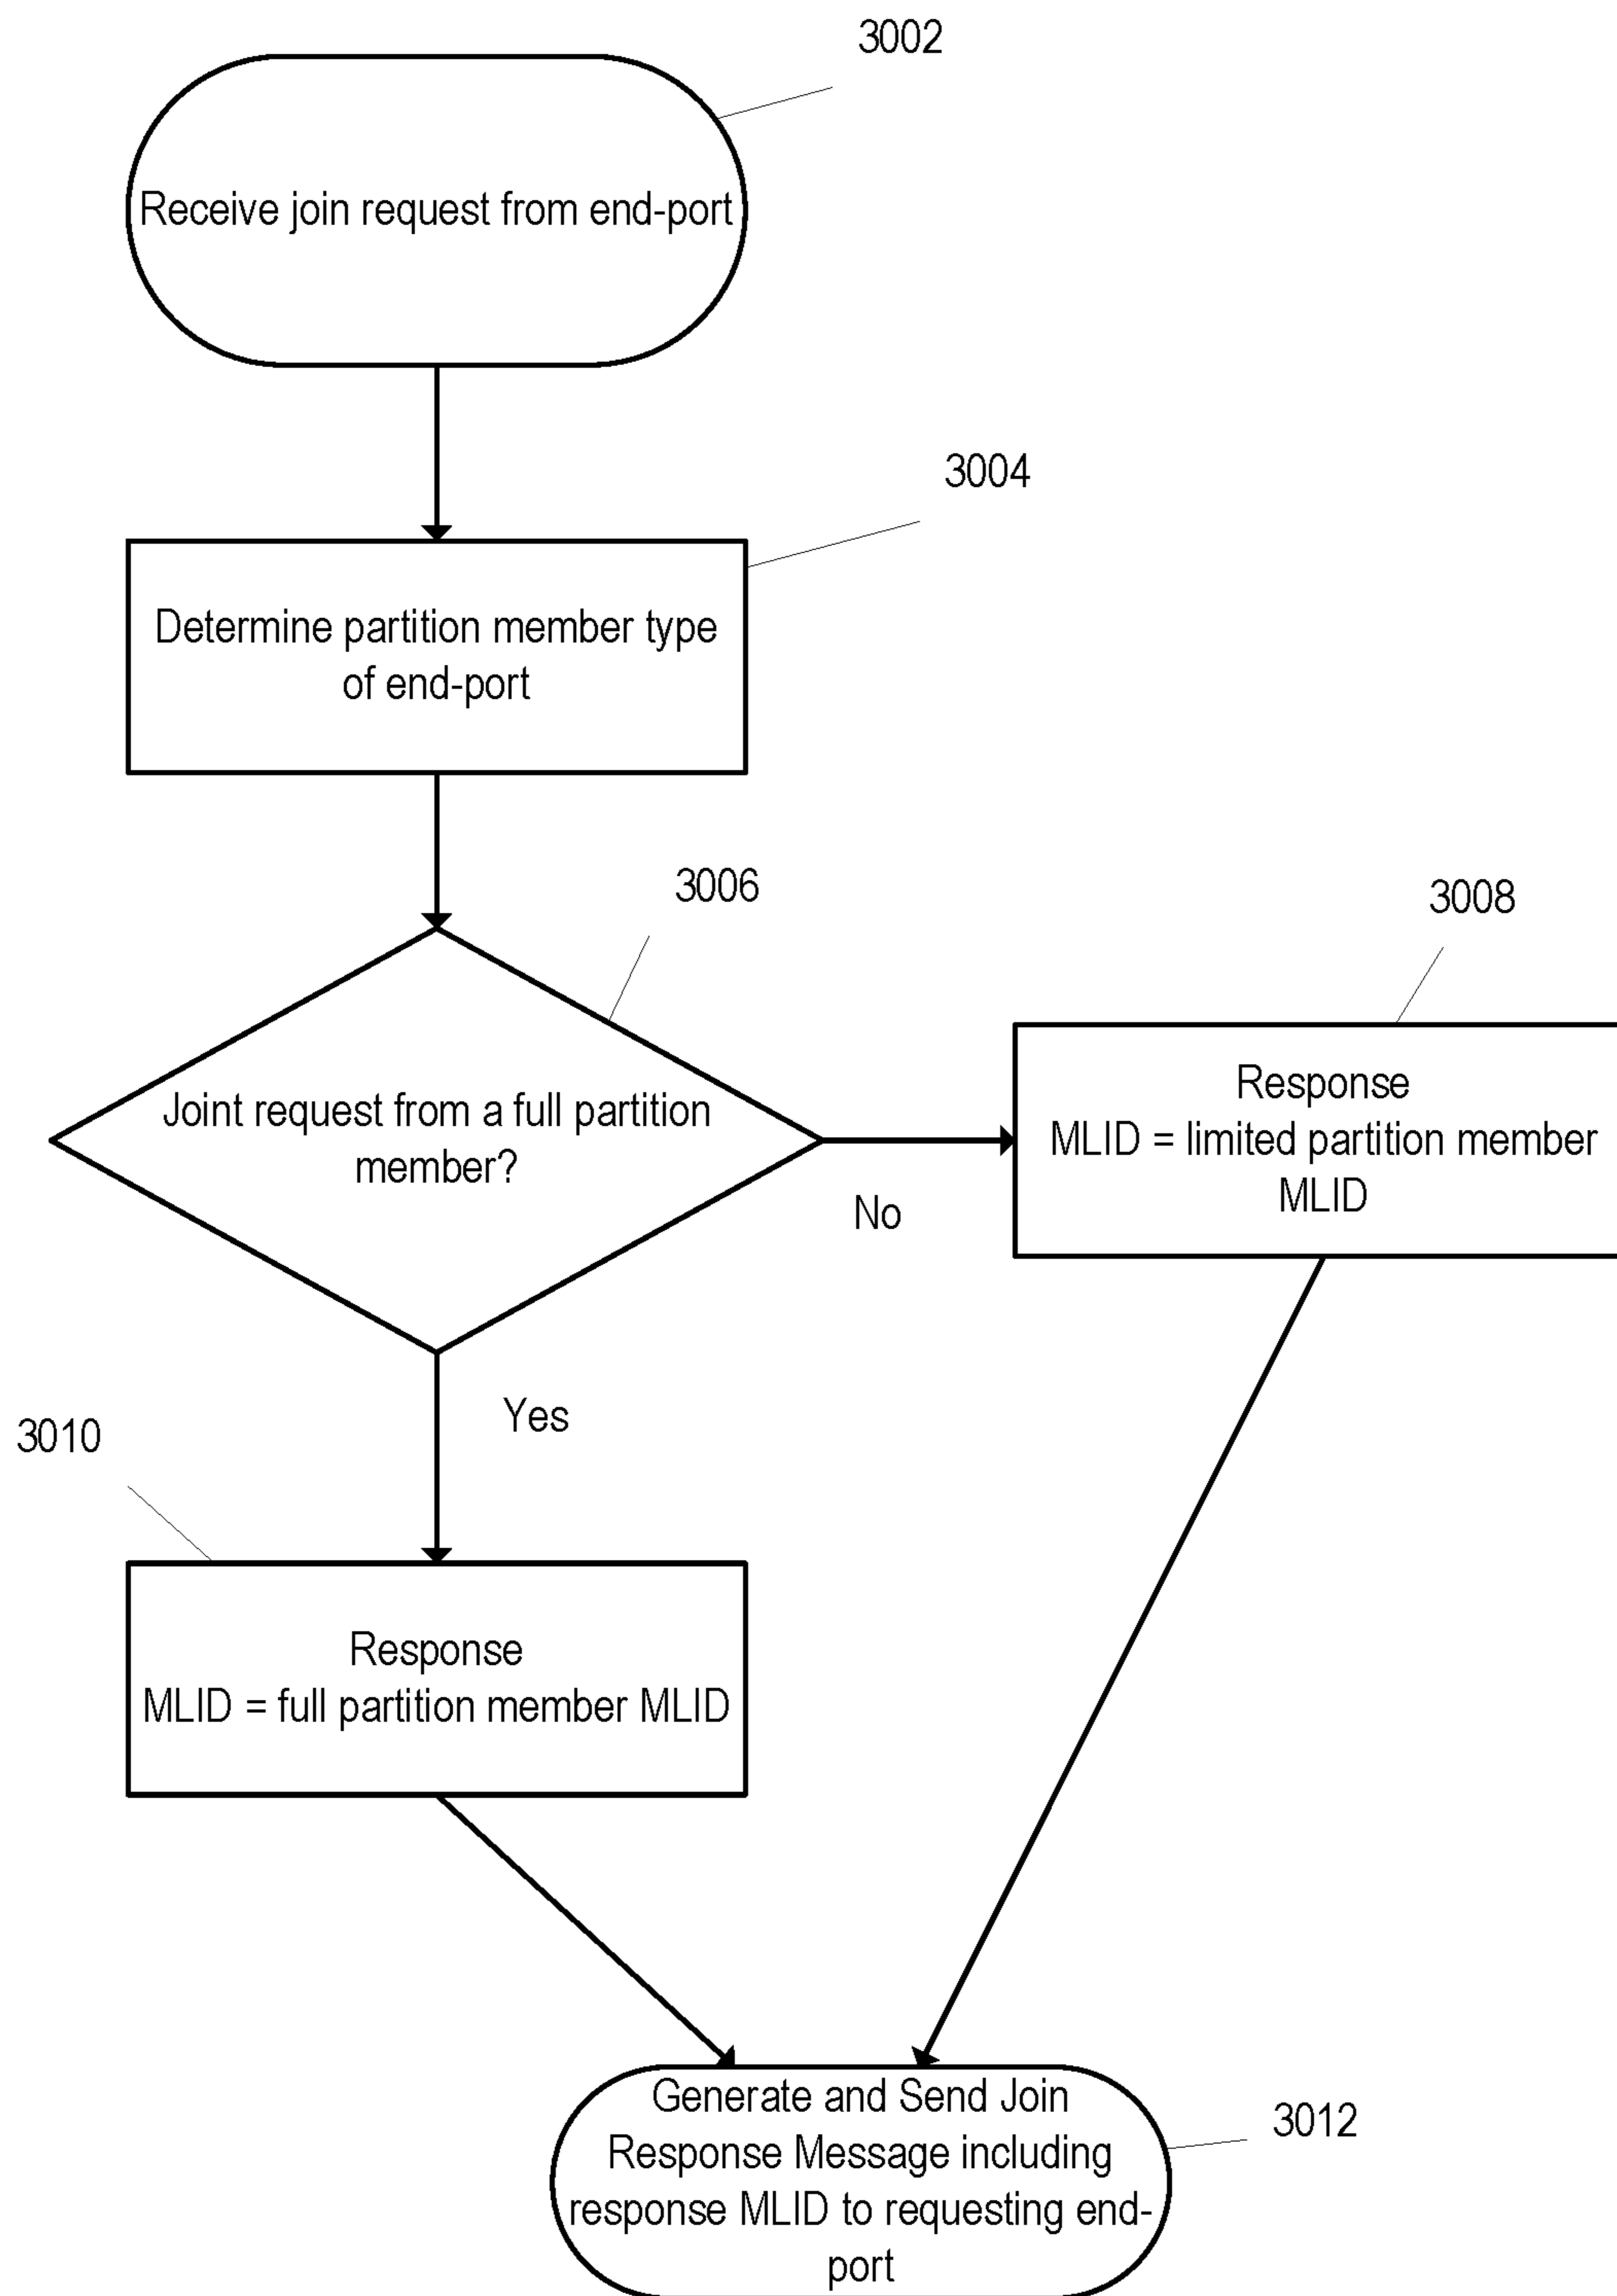 3002
Receive join request from end-port
3004
Determine partition member type
of end-port
3006
3008
Joint request from a full partition
member?
Response
MLID = limited partition member
MLID
No
Yes
3010
Response
MLID = full partition member MLID
3012
Generate and Send Join
Response Message including
response MLID to requesting end-
port